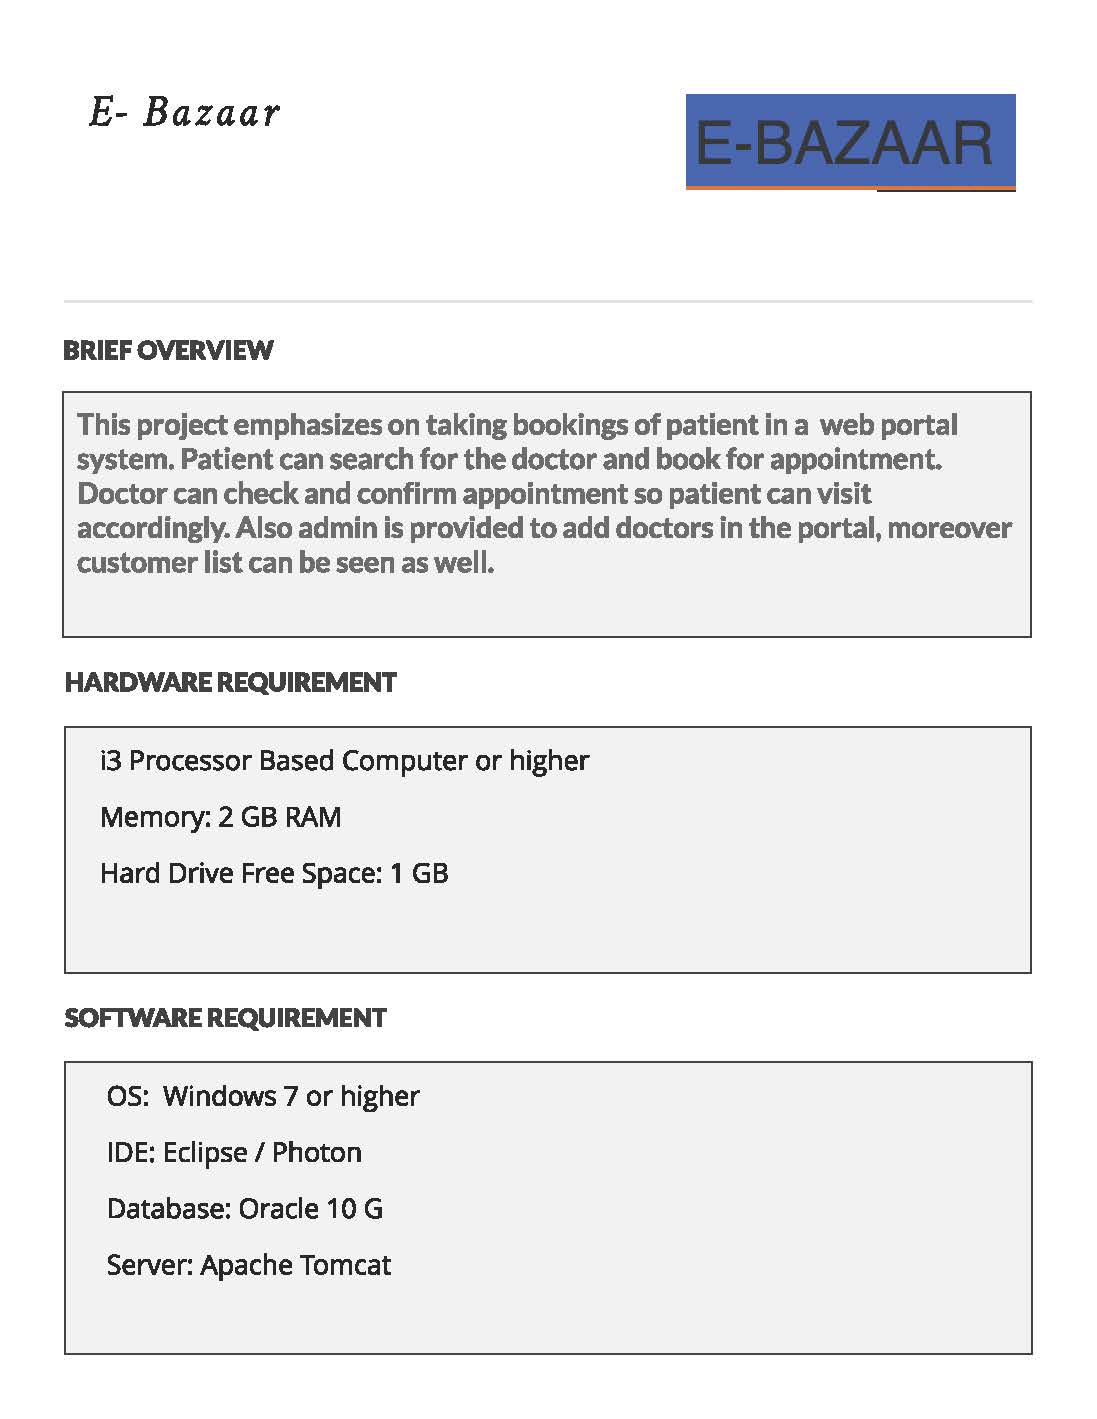 E- Bazaar
E-BAZAAR
BRIEF OVERVIEW
This project emphasizes on taking bookings of patient in a  web portal
system. Patient can search for the doctor and book for appointment.
Doctor can check and confirm appointment so patient can visit
accordingly. Also admin is provided to add doctors in the portal, moreover
customer list can be seen as well.
HARDWARE REQUIREMENT
i3 Processor Based Computer or higher
Memory: 2 GB RAM
Hard Drive Free Space: 1 GB
SOFTWARE REQUIREMENT
OS:  Windows 7 or higher
IDE: Eclipse / Photon
Database: Oracle 10 G
Server: Apache Tomcat